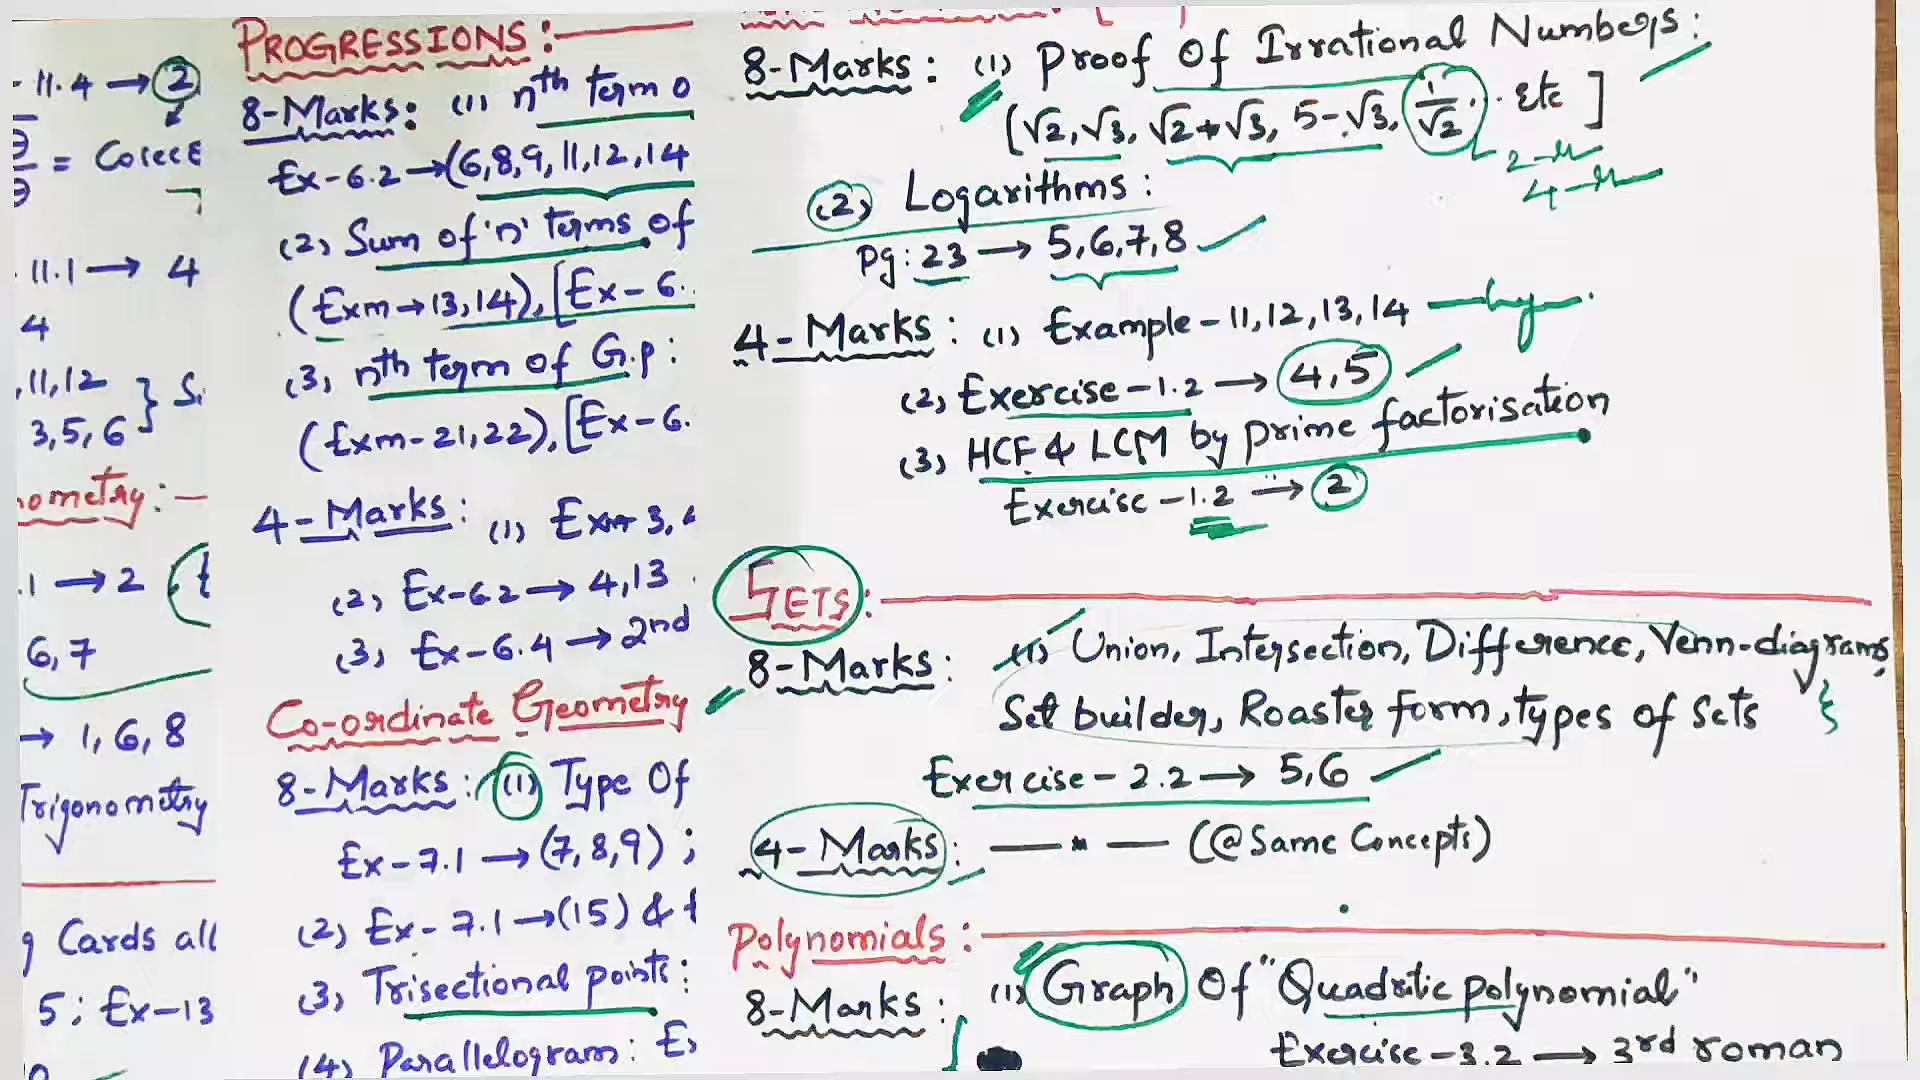 - 11.4 → 2
= Corect
11.1 → 4
4
,11,12
3,5,6 } S.
ometry: —
.1 → 2
6,7
→ 1,6,8
Trigonometry
g Cards all
5; Ex-13
PROGRESSIONS:
8-Marks: (1) nth term o
Ex-6.2→(6,8,9,11,12,14
(2) Sum of 'n' terms of
(Exm→13,14),[Ex-6.
(3) nth term of G.p:
(Exm-21,22),[Ex-6.
4-Marks: (1) Exm 3,
(2) Ex-6.2→4,13
(3) Ex-6.4→2nd
Co-ordinate Geometry
8-Marks: (1) Type Of
Ex-7.1→(7,8,9);
(2) Ex-7.1→(15) &
(3) Trisectional points:
(4) Parallelogram: Ex
8-Marks: (1) Proof Of Irrational Numbers:
[√2,√3, √2+√3, 5-√3, 1/√2 .. Etc]
2-M
4-M
(2) Logarithms:
Pg:23→5,6,7,8
4-Marks: (1) Example-11,12,13,14
(2) Exercise-1.2→4,5
(3) HCF & LCM by prime factorisation
Exercise-1.2→2
SETS:
8-Marks: (1) Union, Intersection, Difference, Venn-diagrams,
Set builder, Roaster form, types of sets
Exercise-2.2→5,6
4-Marks: —"— (@Same Concepts)
Polynomials:
8-Marks: (1) Graph Of "Quadritic polynomial"
Exercise-3.2→3rd roman